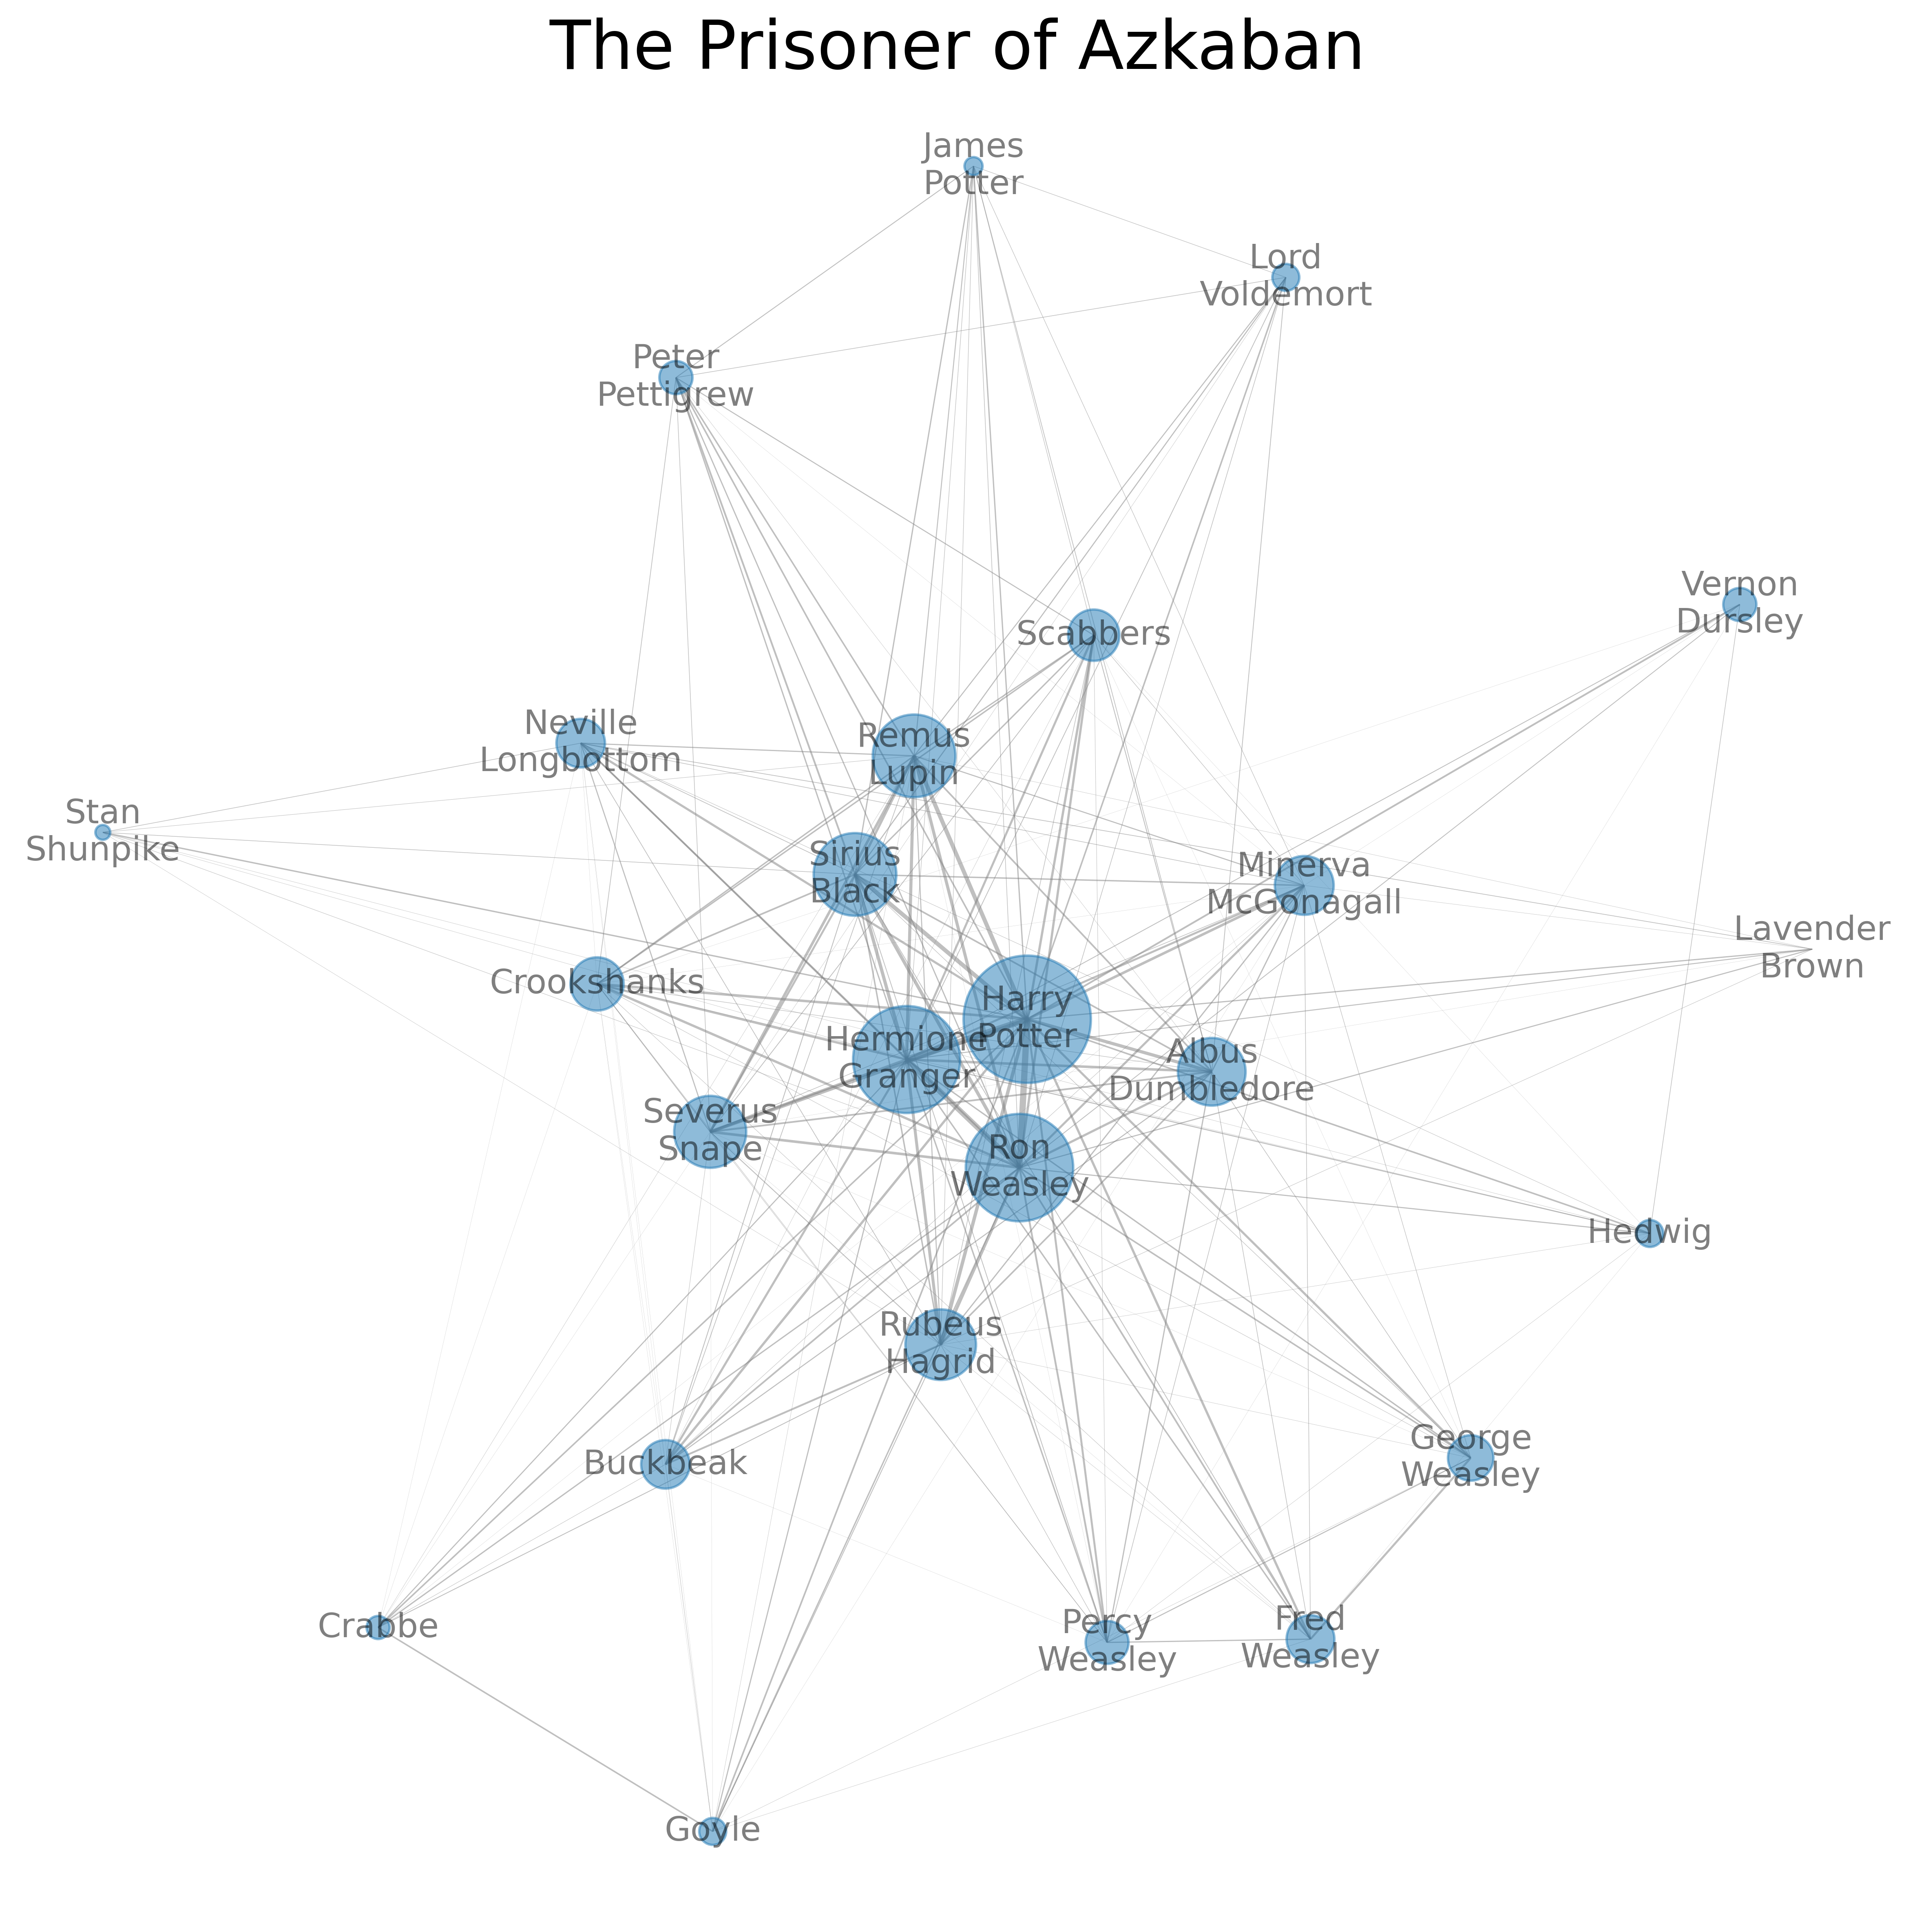 The Prisoner of Azkaban
James
Potter
Lord
Voldemort
Peter
Pettigrew
Vernon
Dursley
Scabbers
Neville
Longbottom
Remus
Lupin
Stan
Shunpike
Sirius
Black
Minerva
McGonagall
Lavender
Brown
Crookshanks
Harry
Potter
Hermione
Granger
Albus
Dumbledore
Severus
Snape
Ron
Weasley
Hedwig
Rubeus
Hagrid
George
Weasley
Buckbeak
Crabbe
Percy
Weasley
Fred
Weasley
Goyle